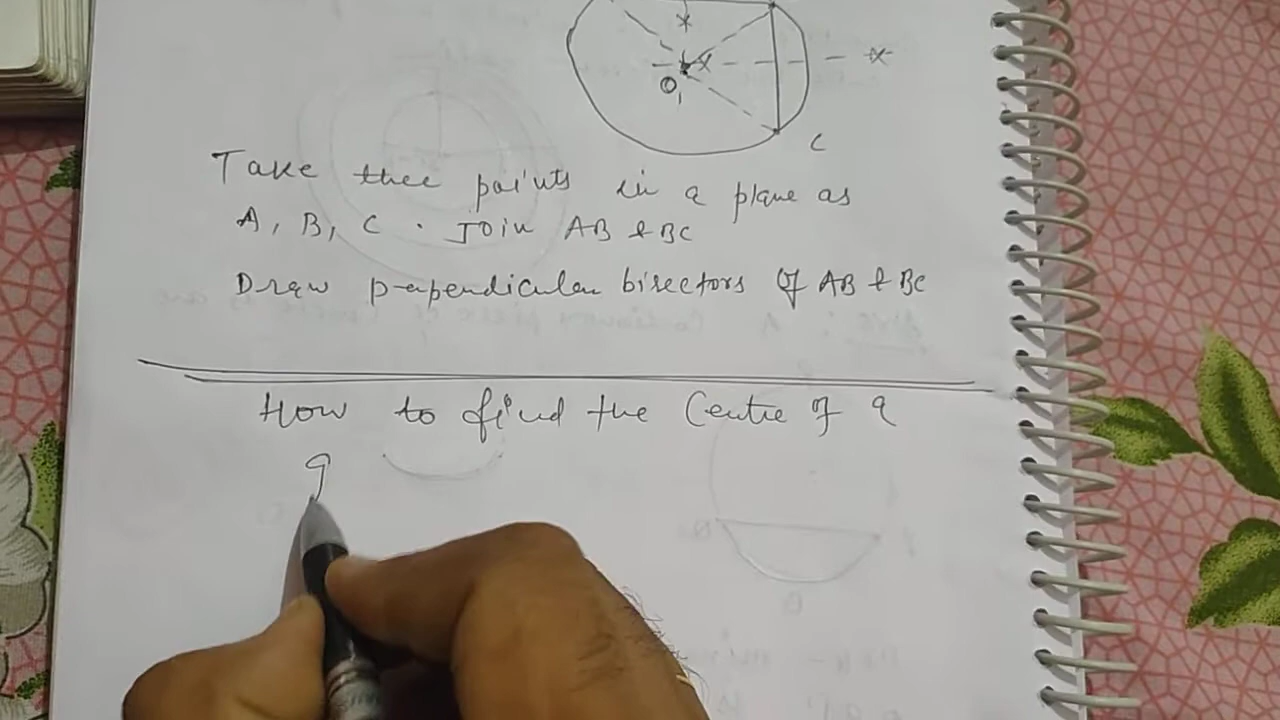 O
C
Take thee points in a plane as
A, B, C . Join AB & BC
Draw perpendicular bisectors of AB & BC
How to find the Centre of a
g